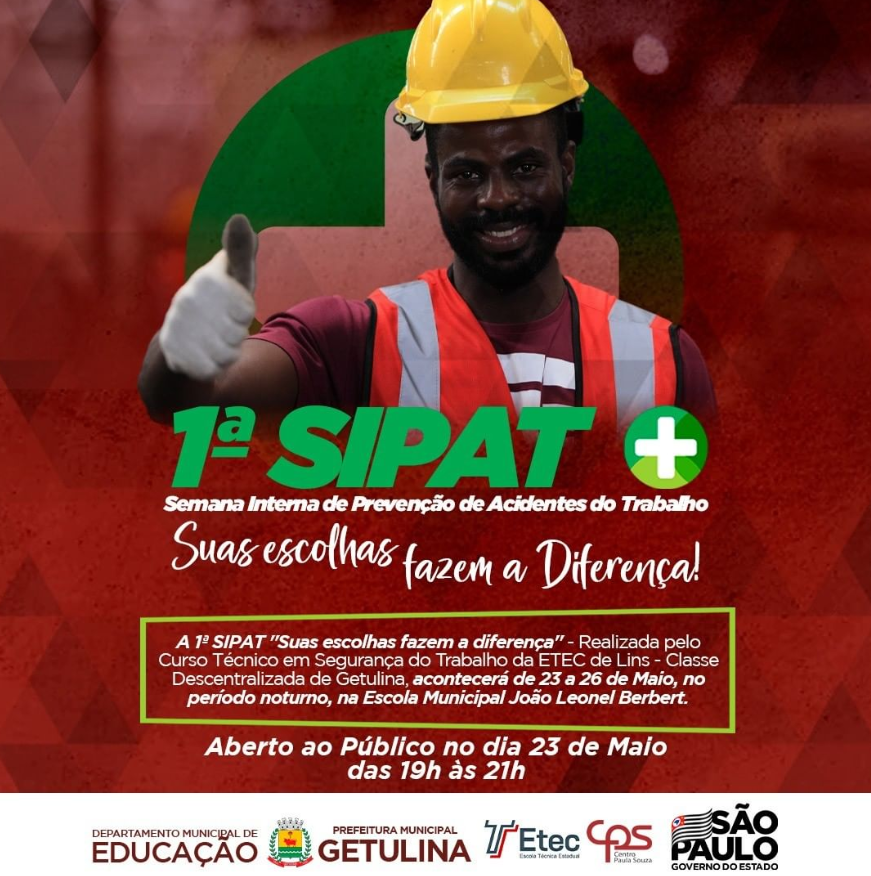 1ª SIPAT
Semana Interna de Prevenção de Acidentes do Trabalho
Suas escolhas fazem a Diferença!
A 1ª SIPAT "Suas escolhas fazem a diferença" - Realizada pelo
Curso Técnico em Segurança do Trabalho da ETEC de Lins - Classe
Descentralizada de Getulina, acontecerá de 23 a 26 de Maio, no
período noturno, na Escola Municipal João Leonel Berbert.
Aberto ao Público no dia 23 de Maio
das 19h às 21h
DEPARTAMENTO MUNICIPAL DE
EDUCAÇÃO
PREFEITURA MUNICIPAL
GETULINA
Etec
Escola Técnica Estadual
CPS
Centro
Paula Souza
SÃO
PAULO
GOVERNO DO ESTADO